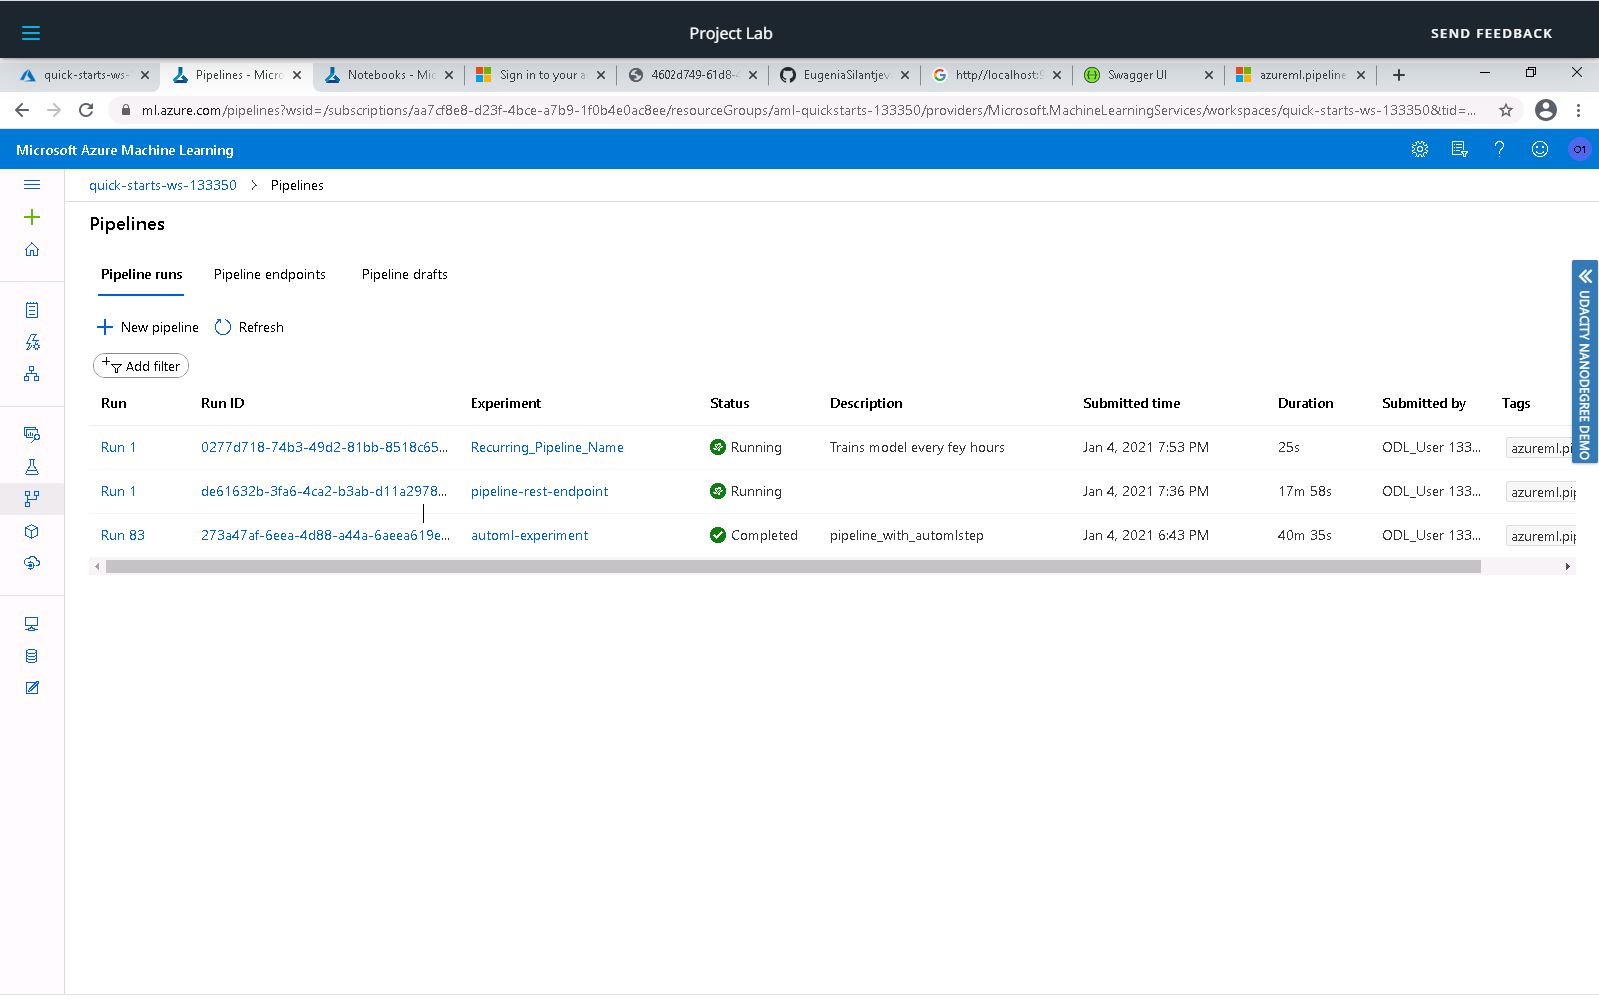 Project Lab
SEND FEEDBACK
quick-starts-ws-
Pipelines - Micro
Notebooks - Mic
Sign in to your a
4602d749-61d8-4
EugeniaSilantjev
http://localhost:9
Swagger UI
azureml.pipeline
ml.azure.com/pipelines?wsid=/subscriptions/aa7cf8e8-d23f-4bce-a7b9-1f0b4e0ac8ee/resourceGroups/aml-quickstarts-133350/providers/Microsoft.MachineLearningServices/workspaces/quick-starts-ws-133350&tid=...
Microsoft Azure Machine Learning
O1
quick-starts-ws-133350 > Pipelines
Pipelines
Pipeline runs Pipeline endpoints Pipeline drafts
New pipeline Refresh
Add filter
Run Run ID Experiment Status Description Submitted time Duration Submitted by Tags
Run 1 0277d718-74b3-49d2-81bb-8518c65... Recurring_Pipeline_Name Running Trains model every fey hours Jan 4, 2021 7:53 PM 25s ODL_User 133... azureml.pi
Run 1 de61632b-3fa6-4ca2-b3ab-d11a2978... pipeline-rest-endpoint Running Jan 4, 2021 7:36 PM 17m 58s ODL_User 133... azureml.pip
Run 83 273a47af-6eea-4d88-a44a-6aeea619e... automl-experiment Completed pipeline_with_automlstep Jan 4, 2021 6:43 PM 40m 35s ODL_User 133... azureml.pip
UDACITY NANODEGREE DEMO